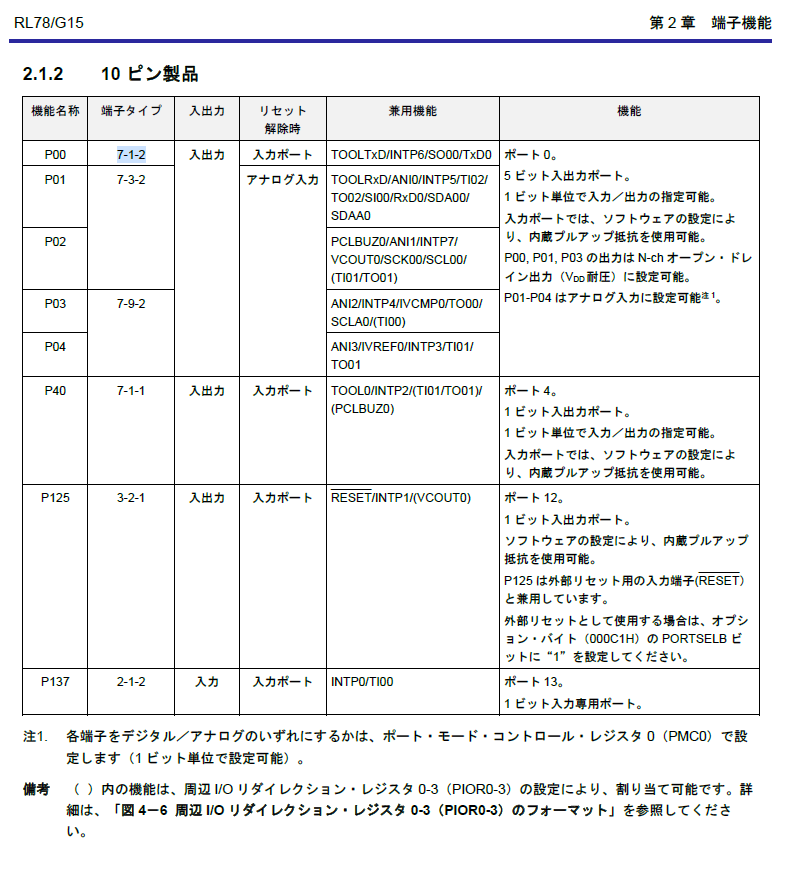 RL78/G15
第 2 章 端子機能
2.1.2 10 ピン製品
機能名称 端子タイプ 入出力 リセット 兼用機能 機能
解除時
P00 7-1-2 入出力 入力ポート TOOLTxD/INTP6/SO00/TxD0 ポート 0。
5 ビット入出力ポート。
1 ビット単位で入力／出力の指定可能。
入力ポートでは、ソフトウェアの設定によ
り、内蔵プルアップ抵抗を使用可能。
P00, P01, P03 の出力は N-ch オープン・ドレ
イン出力（VDD 耐圧）に設定可能。
P01-P04 はアナログ入力に設定可能注 1。
P01 7-3-2 アナログ入力 TOOLRxD/ANI0/INTP5/TI02/
TO02/SI00/RxD0/SDA00/
SDAA0
P02 PCLBUZ0/ANI1/INTP7/
VCOUT0/SCK00/SCL00/
(TI01/TO01)
P03 7-9-2 ANI2/INTP4/IVCMP0/TO00/
SCLA0/(TI00)
P04 ANI3/IVREF0/INTP3/TI01/
TO01
P40 7-1-1 入出力 入力ポート TOOL0/INTP2/(TI01/TO01)/
(PCLBUZ0)
ポート 4。
1 ビット入出力ポート。
1 ビット単位で入力／出力の指定可能。
入力ポートでは、ソフトウェアの設定によ
り、内蔵プルアップ抵抗を使用可能。
P125 3-2-1 入出力 入力ポート RESET/INTP1/(VCOUT0) ポート 12。
1 ビット入出力ポート。
ソフトウェアの設定により、内蔵プルアップ
抵抗を使用可能。
P125 は外部リセット用の入力端子(RESET）
と兼用しています。
外部リセットとして使用する場合は、オプシ
ョン・バイト（000C1H）の PORTSELB ビ
ットに“1”を設定してください。
P137 2-1-2 入力 入力ポート INTP0/TI00 ポート 13。
1 ビット入力専用ポート。
注1. 各端子をデジタル／アナログのいずれにするかは、ポート・モード・コントロール・レジスタ 0（PMC0）で設
定します（1 ビット単位で設定可能）。
備考 （ ）内の機能は、周辺 I/O リダイレクション・レジスタ 0-3（PIOR0-3）の設定により、割り当て可能です。詳
細は、「図 4－6 周辺 I/O リダイレクション・レジスタ 0-3（PIOR0-3）のフォーマット」を参照してくださ
い。